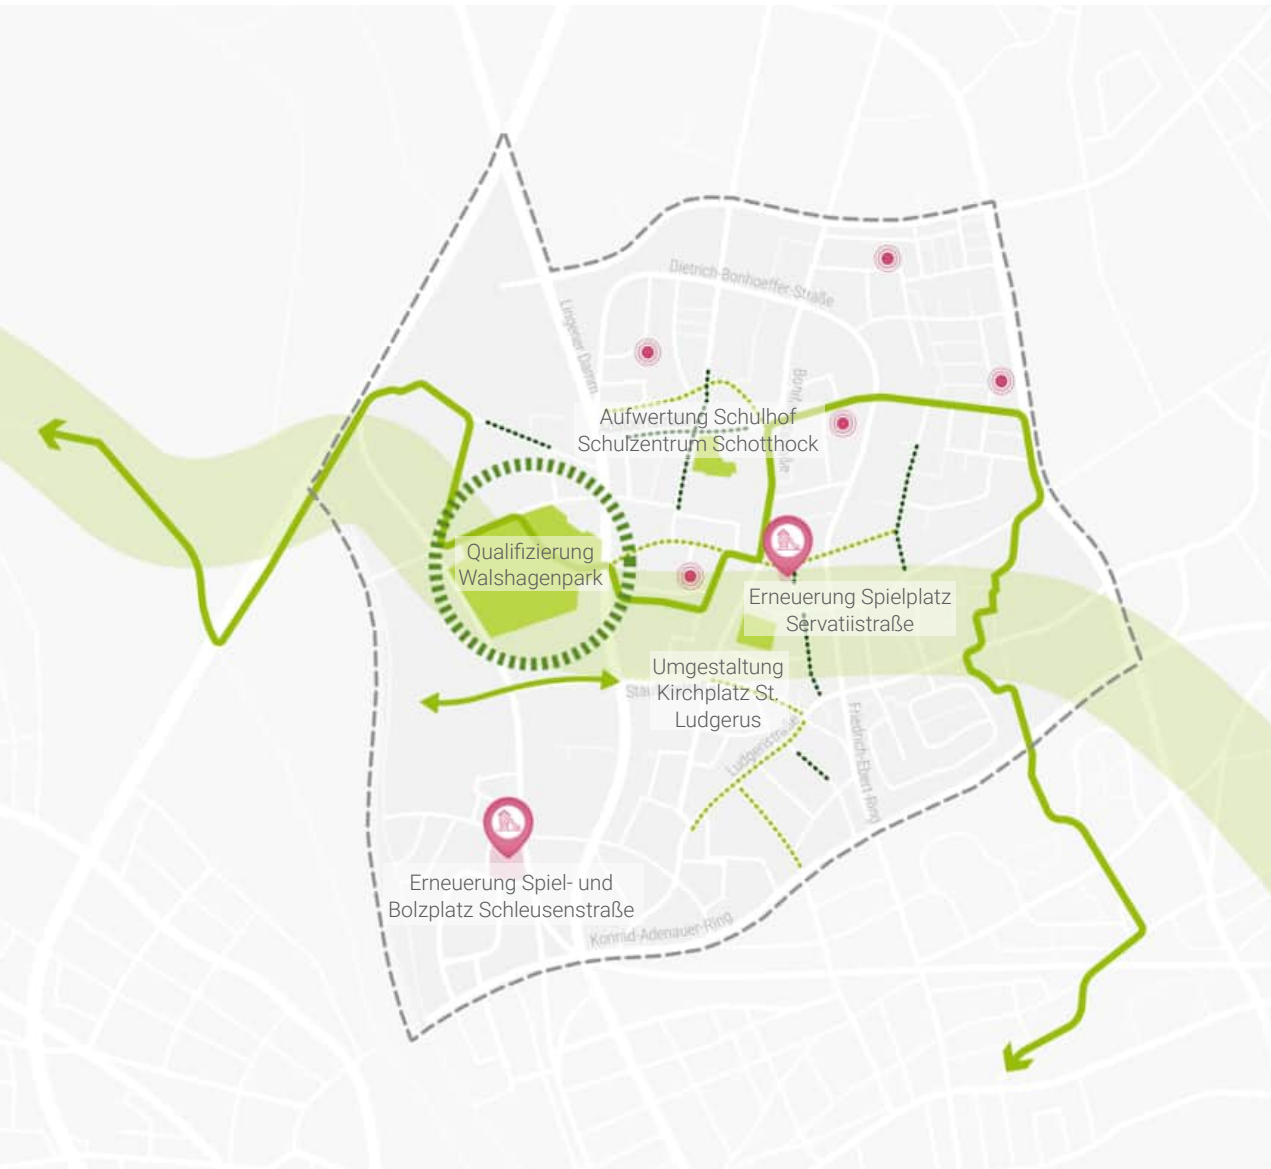 Dietrich-Bonhoeffer-Straße
Lingener Damm
Aufwertung Schulhof
Schulzentrum Schotthock
Qualifizierung
Walshagenpark
Erneuerung Spielplatz
Servatiistraße
Umgestaltung
Kirchplatz St.
Ludgerus
Ludgeristraße
Friedrich-Ebert-Ring
Erneuerung Spiel- und
Bolzplatz Schleusenstraße
Konrad-Adenauer-Ring